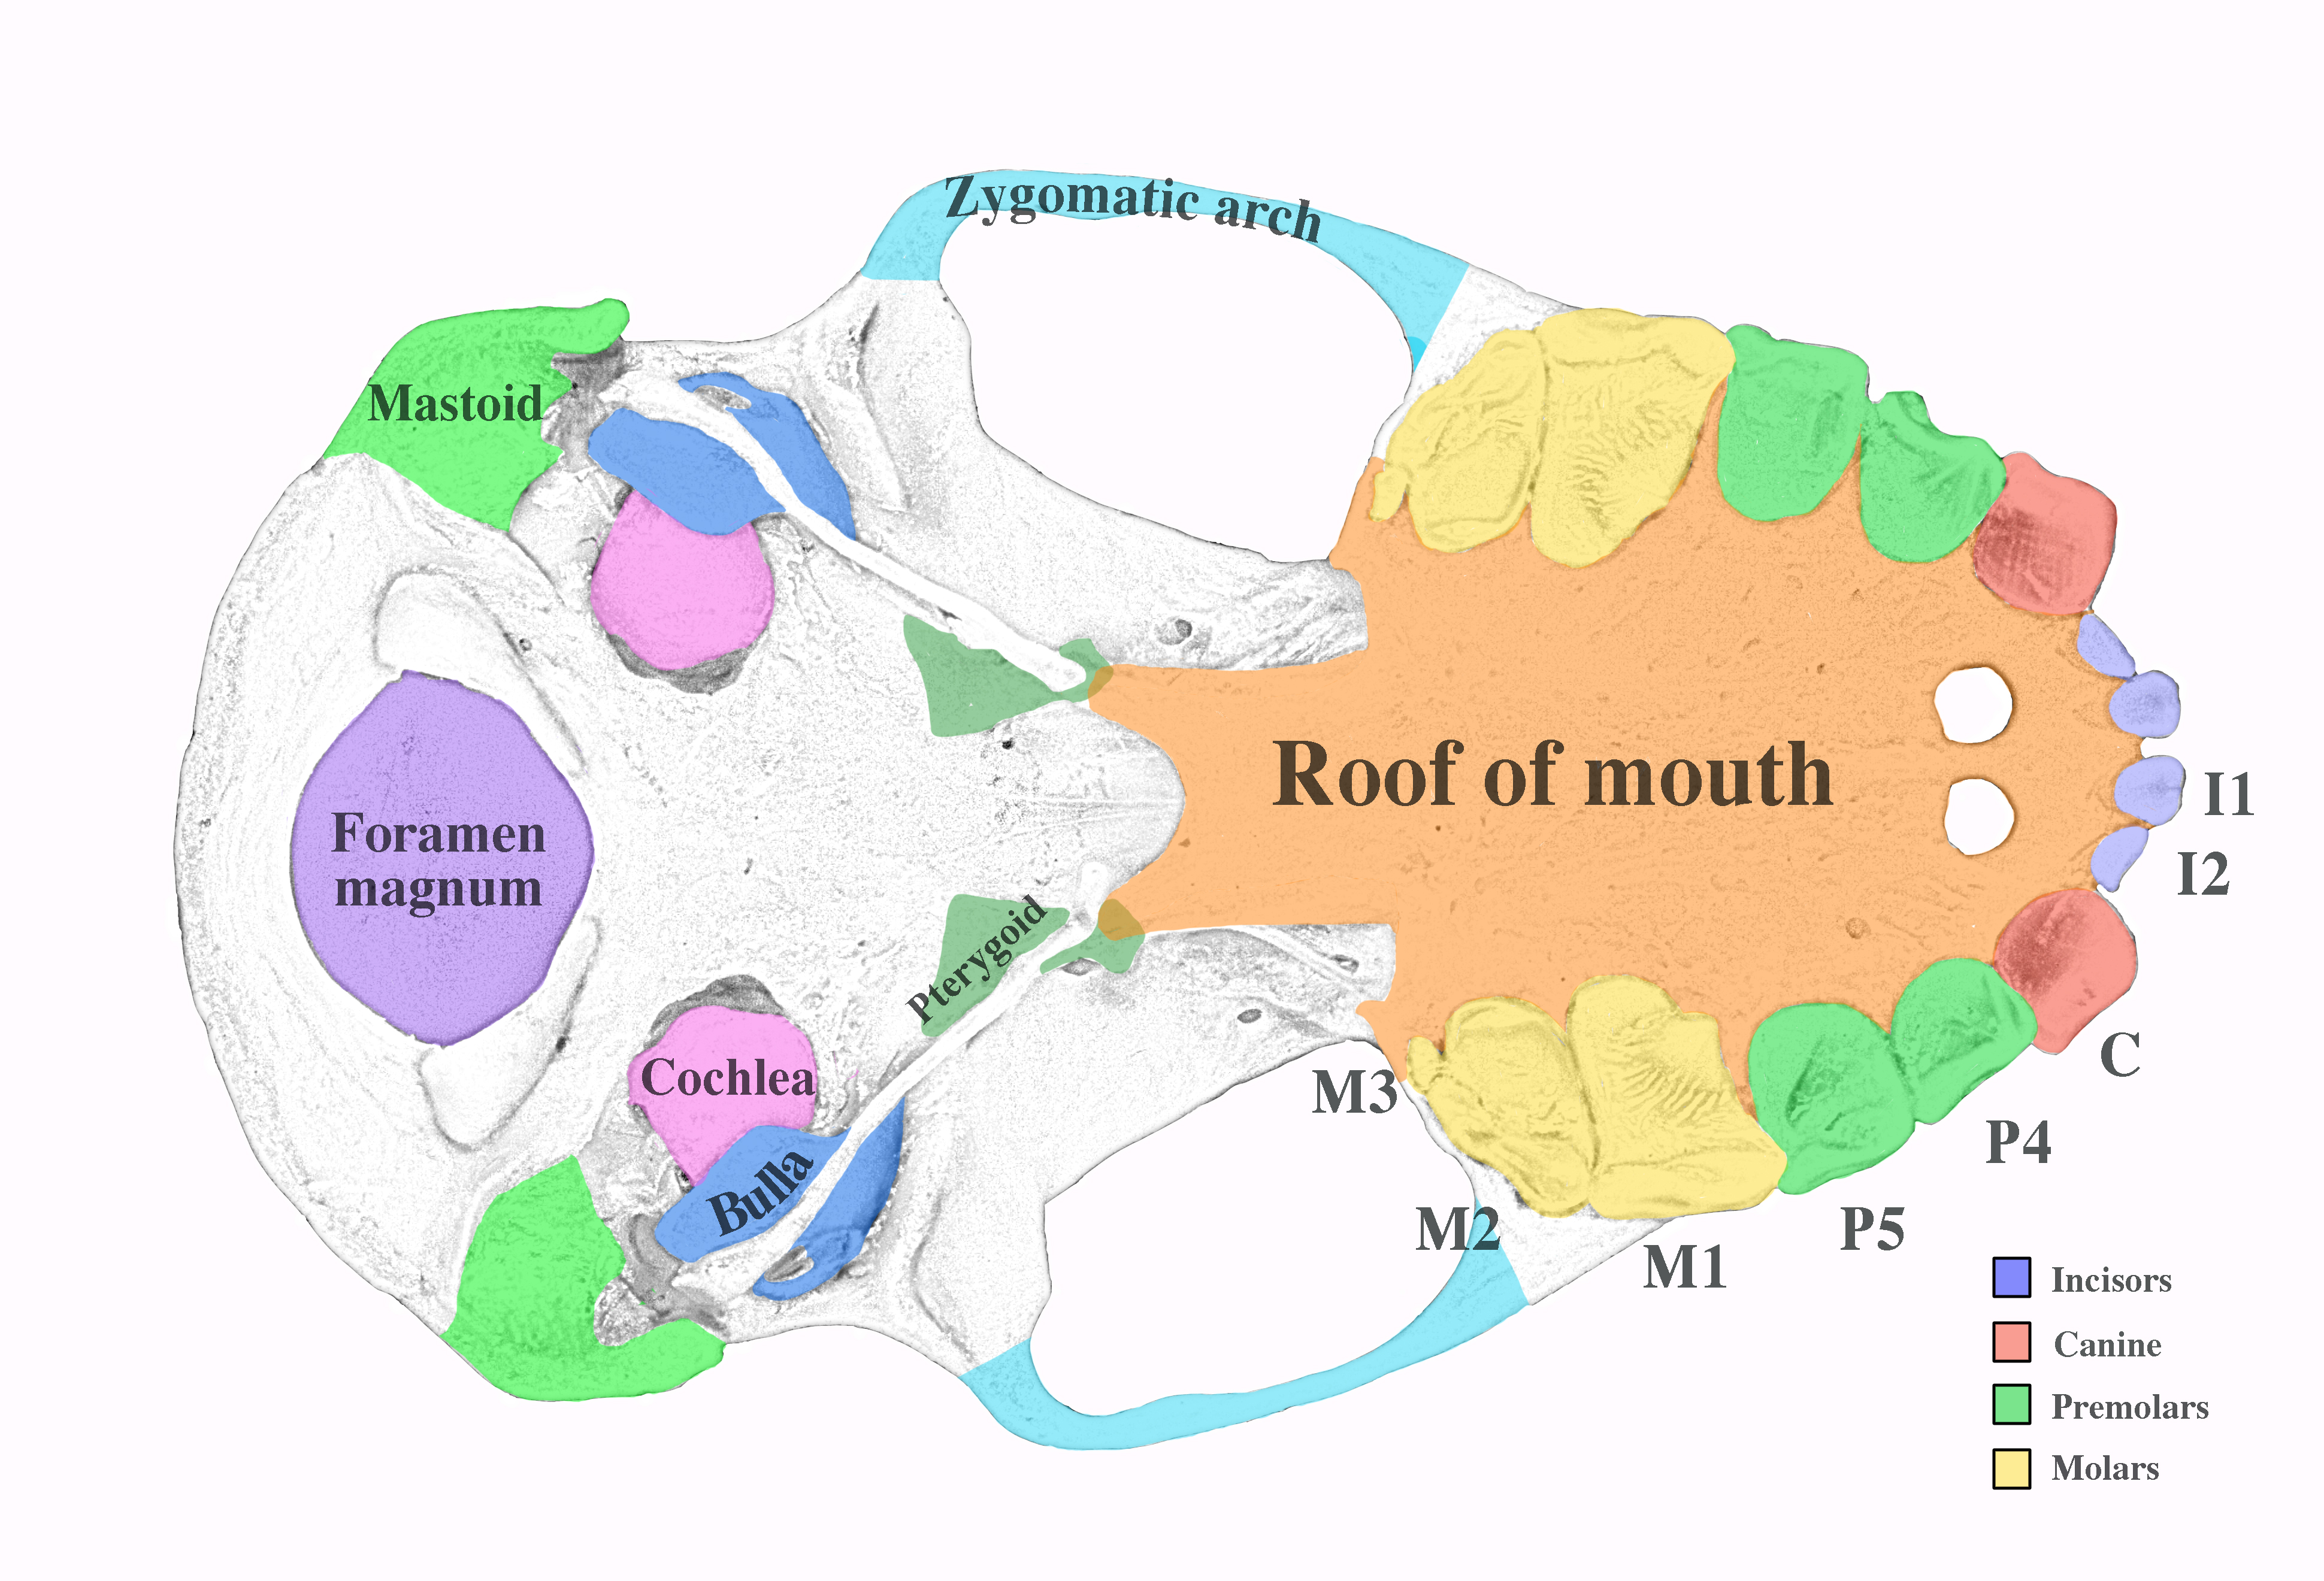 Zygomatic arch
Mastoid
Roof of mouth
Foramen
magnum
Pterygoid
Cochlea
Bulla
I1
I2
C
P4
P5
M1
M2
M3
Incisors
Canine
Premolars
Molars